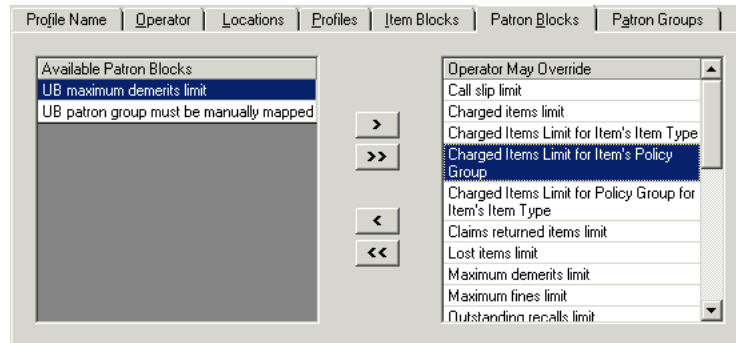 Profile Name Operator Locations Profiles Item Blocks Patron Blocks Patron Groups
Available Patron Blocks
UB maximum demerits limit
UB patron group must be manually mapped
>
>>
<
<<
Operator May Override
Call slip limit
Charged items limit
Charged Items Limit for Item's Item Type
Charged Items Limit for Item's Policy
Group
Charged Items Limit for Policy Group for
Item's Item Type
Claims returned items limit
Lost items limit
Maximum demerits limit
Maximum fines limit
Outstanding recalls limit